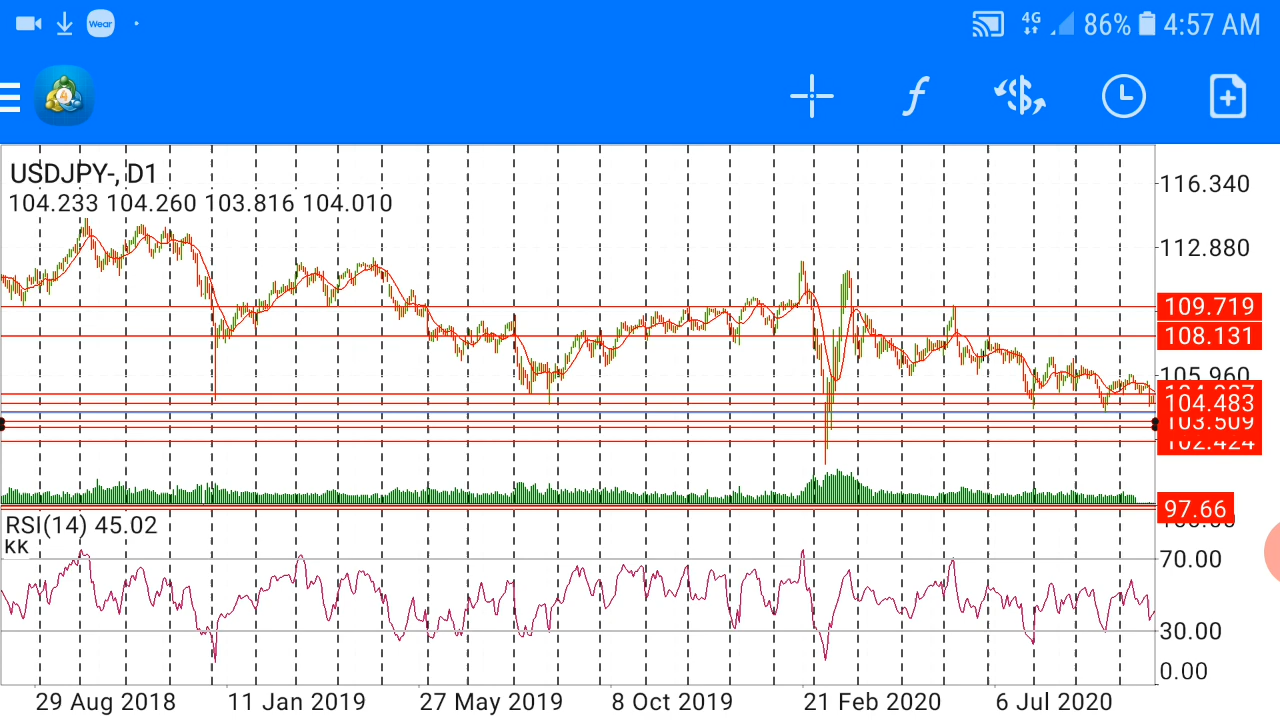 Wear
4G
86%
4:57 AM
4
f
$
USDJPY-, D1
104.233 104.260 103.816 104.010
116.340
112.880
109.719
108.131
105.960
104.483
103.509
102.424
97.66
RSI(14) 45.02
KK
70.00
30.00
0.00
29 Aug 2018
11 Jan 2019
27 May 2019
8 Oct 2019
21 Feb 2020
6 Jul 2020